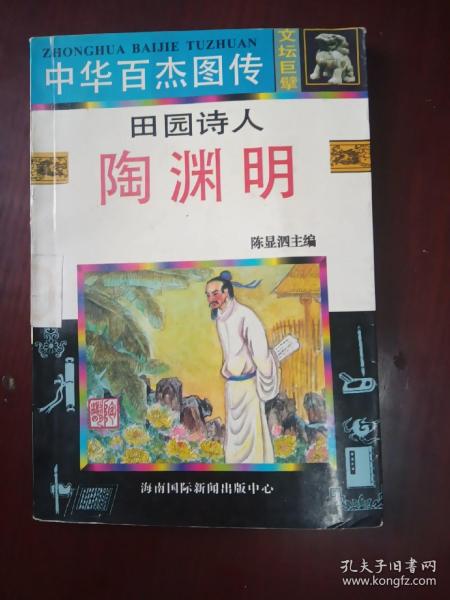 ZHONGHUA BAIJIE TUZHUAN
中华百杰图传
文坛巨擘
田园诗人
陶渊明
陈显泗主编
海南国际新闻出版中心
孔夫子旧书网
www.kongfz.com